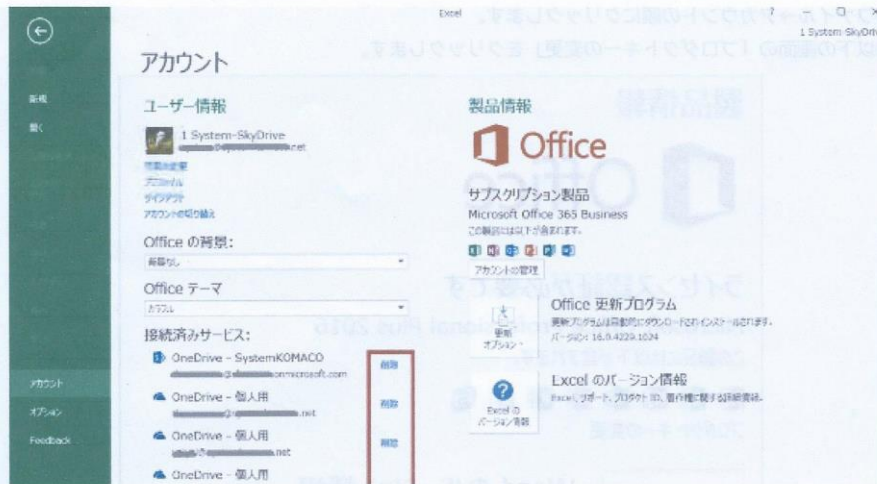 Excel
? － □ ×
1 System-SkyDriv
アカウント
新規
開く
アカウント
オプション
Feedback
ユーザー情報
1 System-SkyDrive
net
サインアウト
アカウントの切り替え
Office の背景:
背景なし
Office テーマ
カラフル
接続済みサービス:
OneDrive - SystemKOMACO
onmicrosoft.com
削除
OneDrive - 個人用
.net
削除
OneDrive - 個人用
.net
削除
OneDrive - 個人用
製品情報
Office
サブスクリプション製品
Microsoft Office 365 Business
この製品には以下が含まれます。
アカウントの管理
更新
オプション
Office 更新プログラム
更新プログラムは自動的にダウンロードされインストールされます。
バージョン: 16.0.4229.1024
Excel の
バージョン情報
Excel のバージョン情報
Excel、サポート、プロダクト ID、著作権に関する詳細情報。